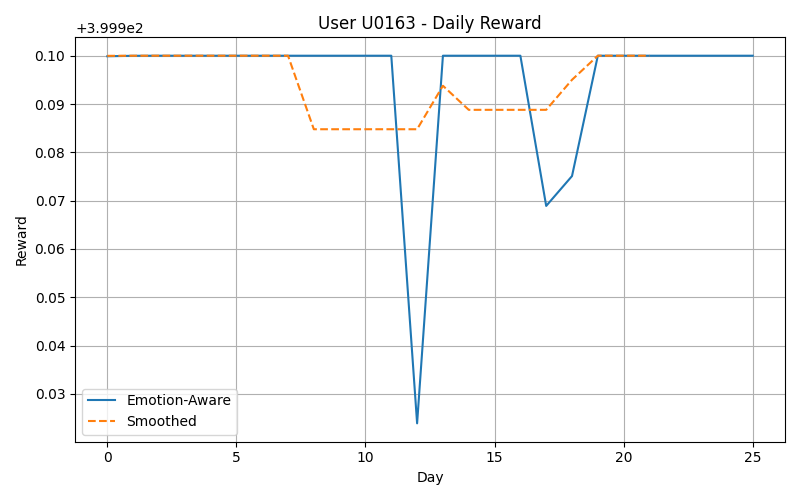 User U0163 - Daily Reward
+3.999e2
0.10
0.09
0.08
0.07
0.06
0.05
0.04
0.03
Reward
Emotion-Aware
Smoothed
0 5 10 15 20 25
Day